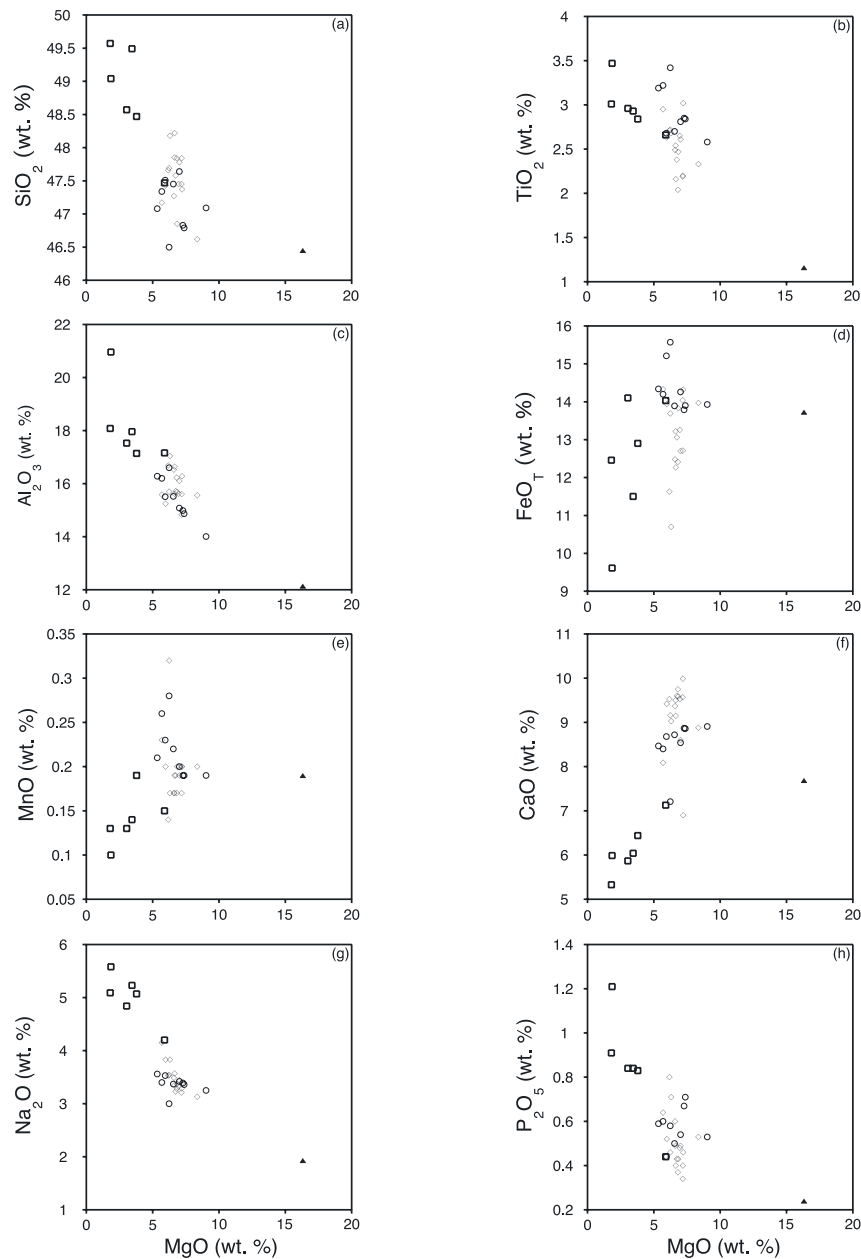 (a)
SiO2 (wt. %)
50
49.5
49
48.5
48
47.5
47
46.5
46
0 5 10 15 20
(b)
TiO2 (wt. %)
4
3.5
3
2.5
2
1.5
1
0 5 10 15 20
(c)
Al2O3 (wt. %)
22
20
18
16
14
12
0 5 10 15 20
(d)
FeOT (wt. %)
16
15
14
13
12
11
10
9
0 5 10 15 20
(e)
MnO (wt. %)
0.35
0.3
0.25
0.2
0.15
0.1
0.05
0 5 10 15 20
(f)
CaO (wt. %)
11
10
9
8
7
6
5
0 5 10 15 20
(g)
Na2O (wt. %)
6
5
4
3
2
1
0 5 10 15 20
MgO (wt. %)
(h)
P2O5 (wt. %)
1.4
1.2
1
0.8
0.6
0.4
0.2
0 5 10 15 20
MgO (wt. %)